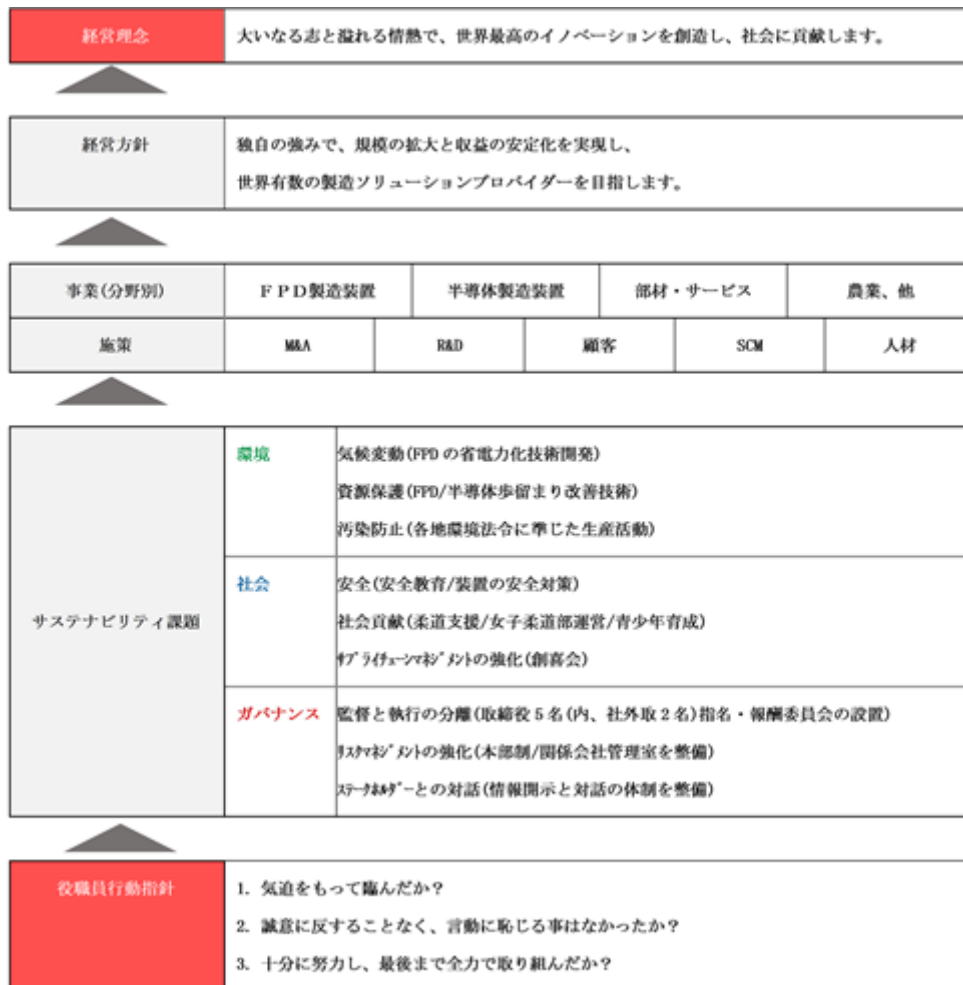 経営理念 大いなる志と溢れる情熱で、世界最高のイノベーションを創造し、社会に貢献します。
経営方針 独自の強みで、規模の拡大と収益の安定化を実現し、
世界有数の製造ソリューションプロバイダーを目指します。
事業(分野別) ＦＰＤ製造装置 半導体製造装置 部材・サービス 農業、他
施策 M&A R&D 顧客 SCM 人材
サステナビリティ課題
環境 気候変動(FPDの省電力化技術開発)
資源保護(FPD/半導体歩留まり改善技術)
汚染防止(各地環境法令に準じた生産活動)
社会 安全(安全教育/装置の安全対策)
社会貢献(柔道支援/女子柔道部運営/青少年育成)
ｻﾌﾟﾗｲﾁｪｰﾝﾏﾈｼﾞﾒﾝﾄの強化(創喜会)
ガバナンス 監督と執行の分離(取締役５名(内、社外取２名)指名・報酬委員会の設置)
ﾘｽｸﾏﾈｼﾞﾒﾝﾄの強化(本部制/関係会社管理室を整備)
ｽﾃｰｸﾎﾙﾀﾞｰとの対話(情報開示と対話の体制を整備)
役職員行動指針 1. 気迫をもって臨んだか？
2. 誠意に反することなく、言動に恥じる事はなかったか？
3. 十分に努力し、最後まで全力で取り組んだか？